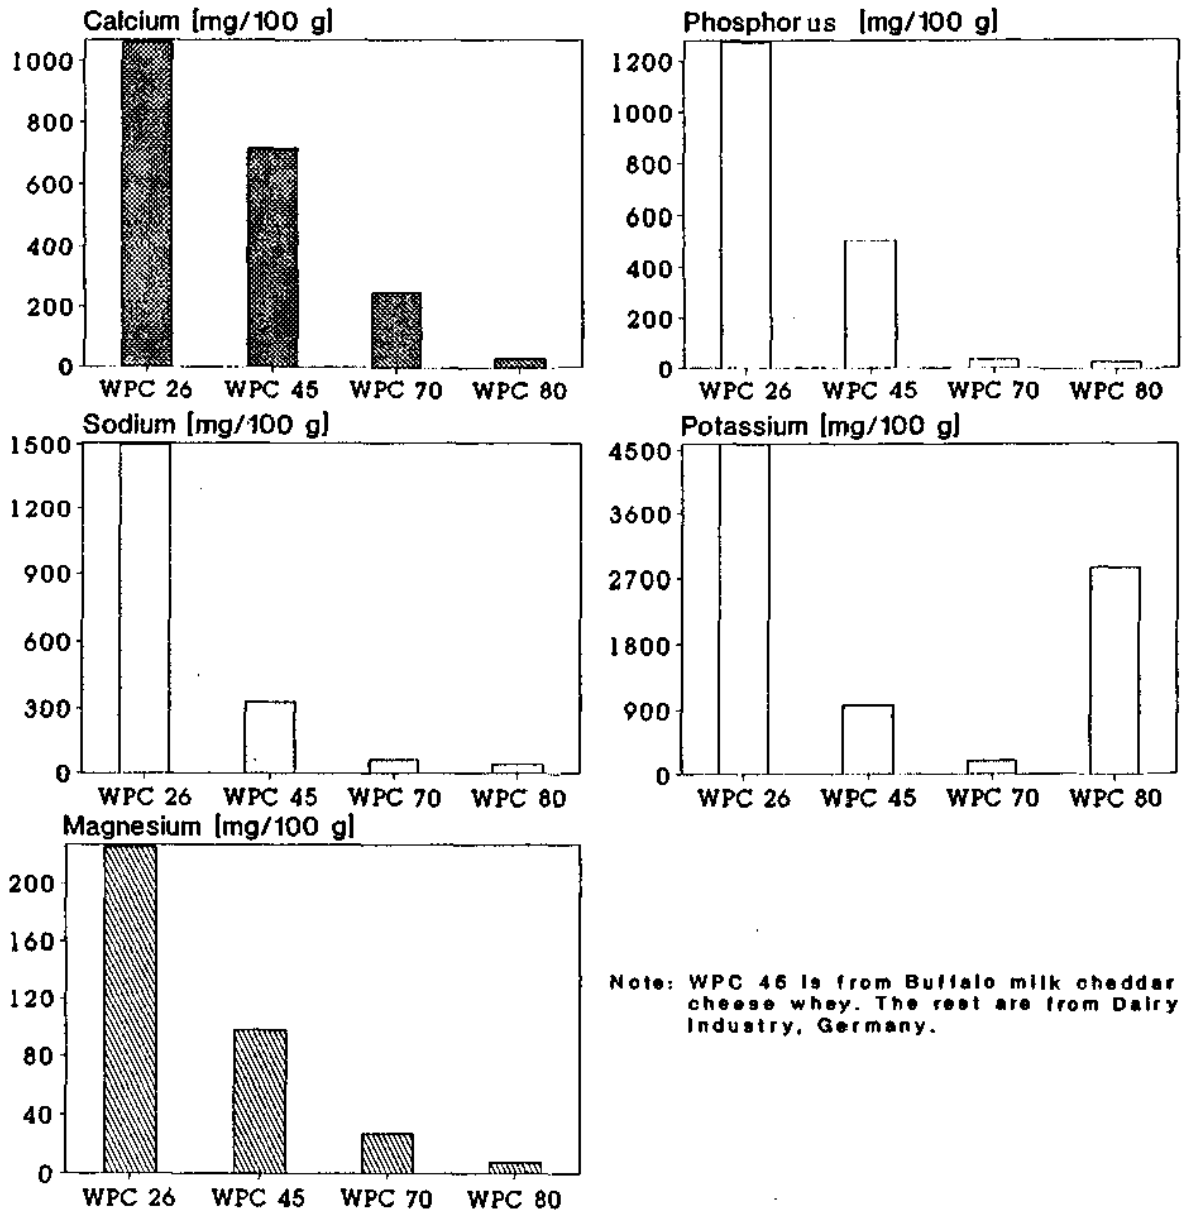 Calcium [mg/100 g]
1000
800
600
400
200
0
WPC 26 WPC 45 WPC 70 WPC 80
Phosphorus [mg/100 g]
1200
1000
800
600
400
200
0
WPC 26 WPC 45 WPC 70 WPC 80
Sodium [mg/100 g]
1500
1200
900
600
300
0
WPC 26 WPC 45 WPC 70 WPC 80
Potassium [mg/100 g]
4500
3600
2700
1800
900
0
WPC 26 WPC 45 WPC 70 WPC 80
Magnesium [mg/100 g]
200
160
120
80
40
0
WPC 26 WPC 45 WPC 70 WPC 80
Note: WPC 45 is from Buffalo milk cheddar
cheese whey. The rest are from Dairy
Industry, Germany.